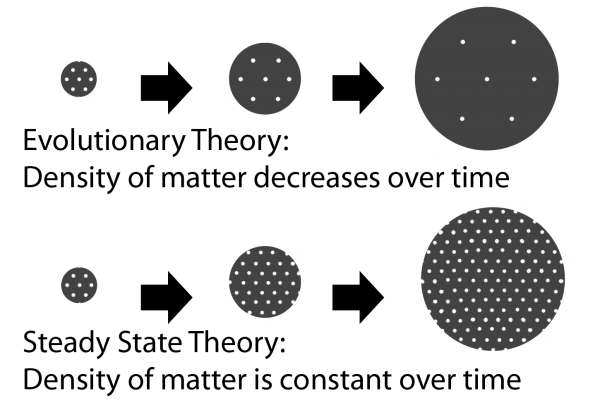 Evolutionary Theory:
Density of matter decreases over time
Steady State Theory:
Density of matter is constant over time